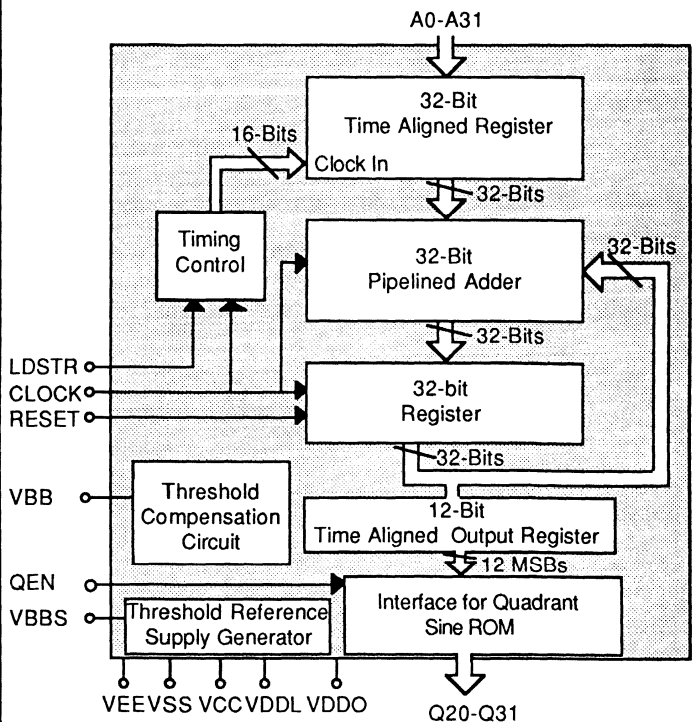 A0-A31
32-Bit
Time Aligned Register
16-Bits
Clock In
32-Bits
Timing
Control
32-Bit
Pipelined Adder
32-Bits
32-Bits
LDSTR
CLOCK
RESET
32-bit
Register
32-Bits
VBB
Threshold
Compensation
Circuit
12-Bit
Time Aligned Output Register
12 MSBs
QEN
VBBS
Threshold Reference
Supply Generator
Interface for Quadrant
Sine ROM
VEE VSS VCC VDDL VDDO
Q20-Q31